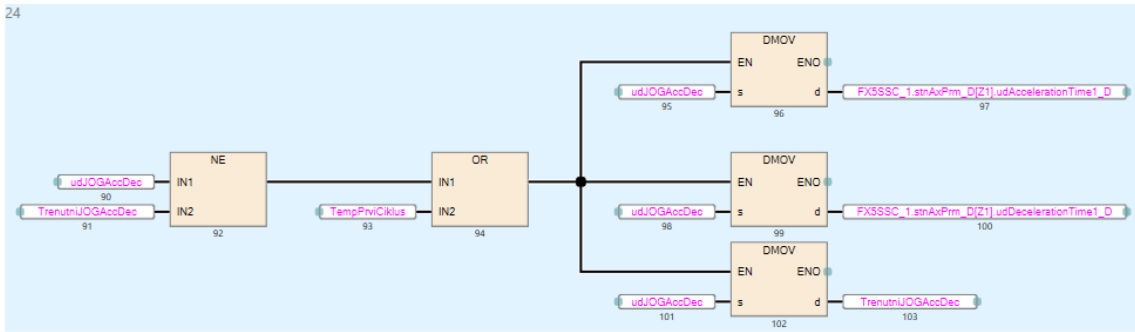 24
DMOV
EN ENO
udJOGAccDec s d FX5SSC_1.stnAxPrm_D[Z1].udAccelerationTime1_D
95 96 97
NE OR DMOV
udJOGAccDec IN1 IN1 EN ENO
90
TrenutniJOGAccDec IN2 TempPrviCiklus IN2 udJOGAccDec s d FX5SSC_1.stnAxPrm_D[Z1].udDecelerationTime1_D
91 92 93 94 98 99 100
DMOV
EN ENO
udJOGAccDec s d TrenutniJOGAccDec
101 102 103